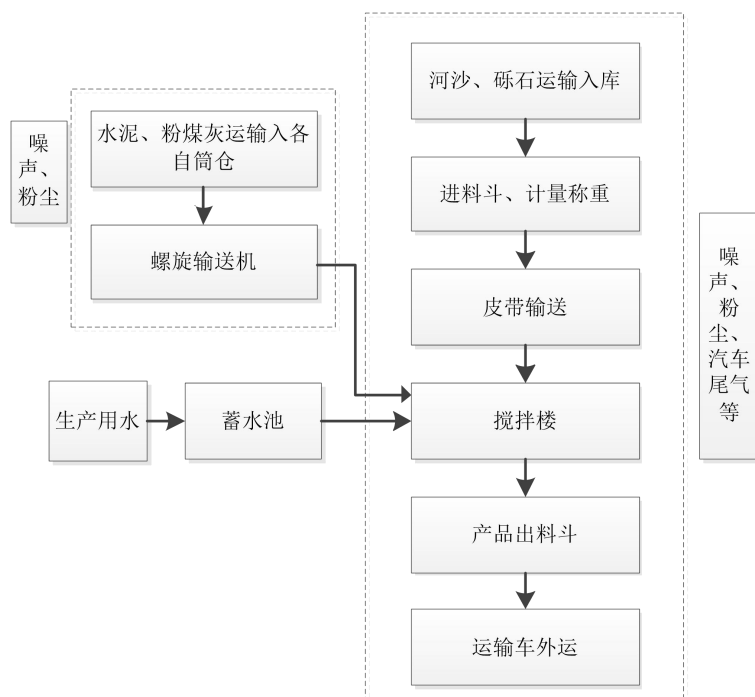 河沙、砾石运输入库
水泥、粉煤灰运输入各
自筒仓
噪
声、
粉尘
进料斗、计量称重
螺旋输送机
噪
声、
粉
尘、
汽车
尾气
等
皮带输送
生产用水
蓄水池
搅拌楼
产品出料斗
运输车外运